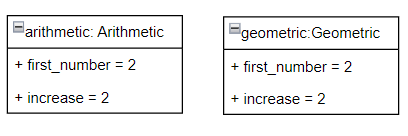 arithmetic: Arithmetic
+ first_number = 2
+ increase = 2
geometric:Geometric
+ first_number = 2
+ increase = 2